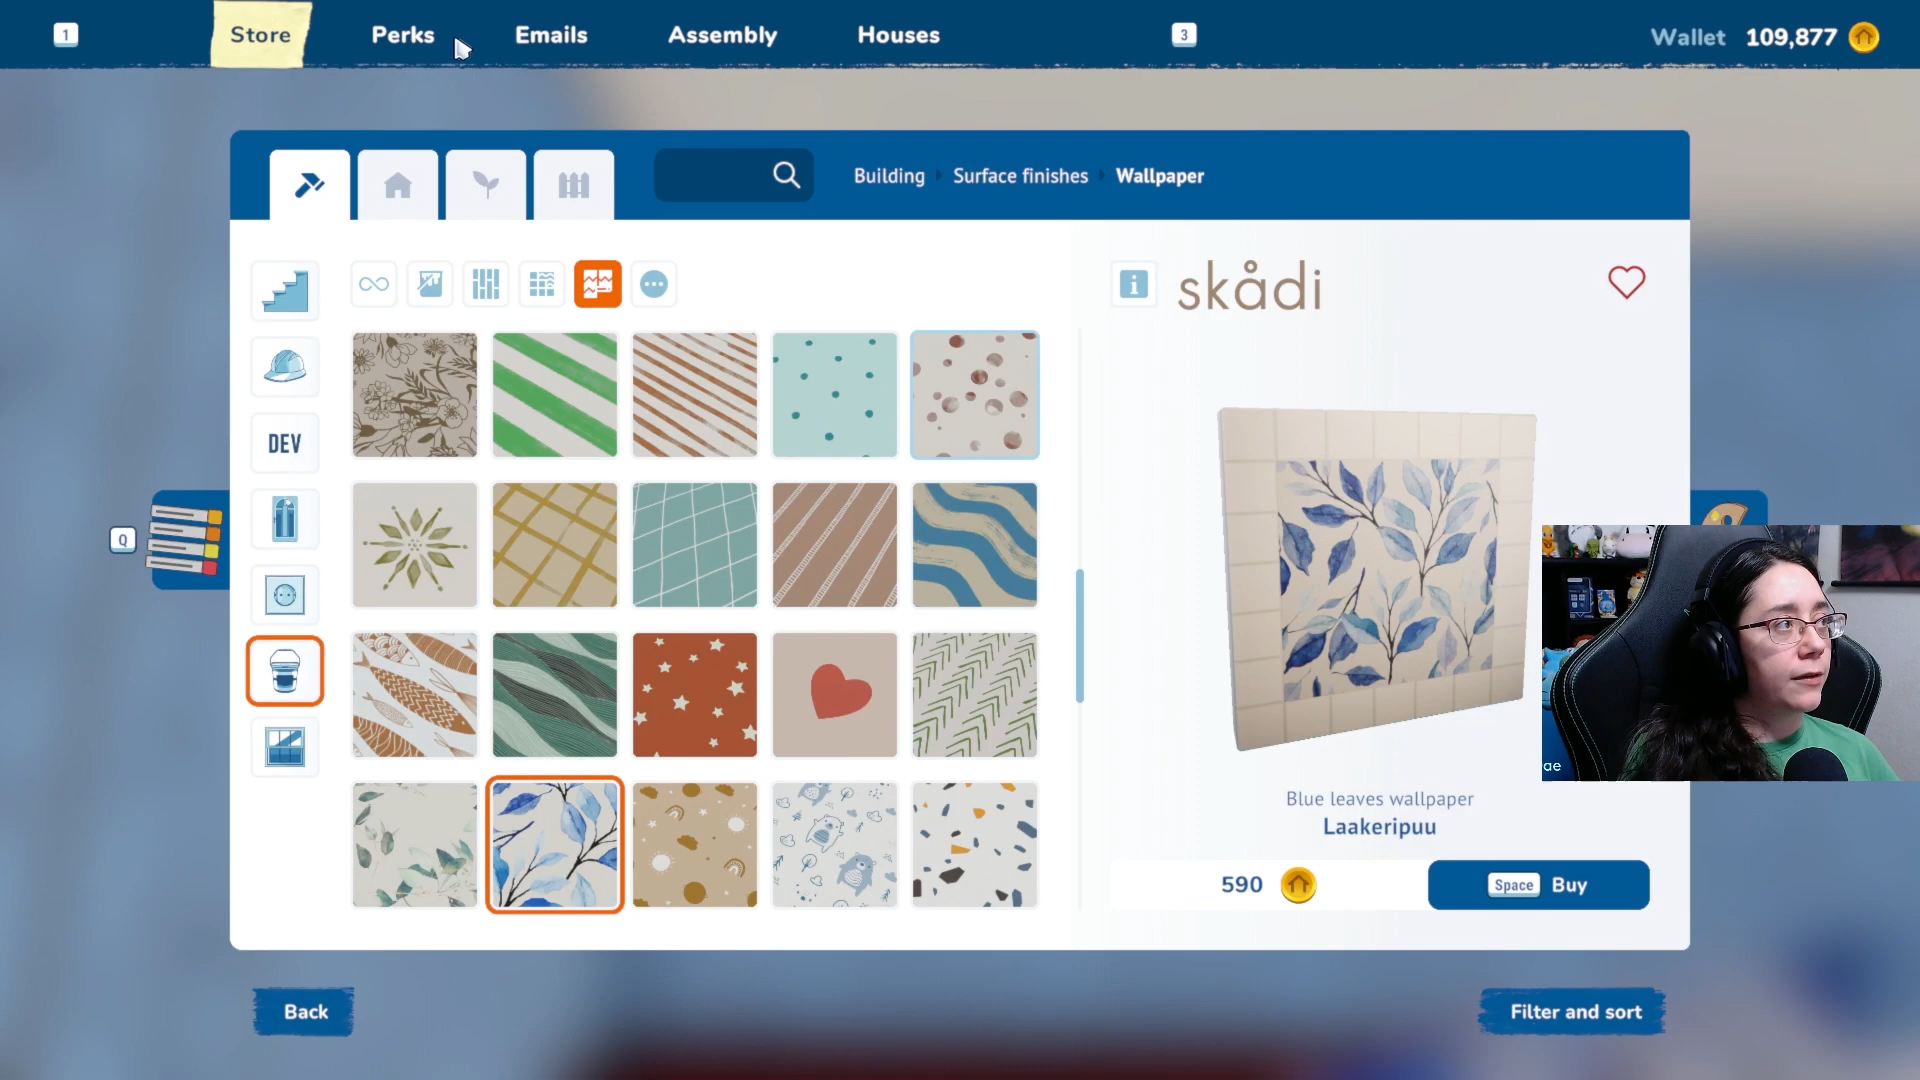 1 Store Perks Emails Assembly Houses 3 Wallet 109,877
Building Surface finishes Wallpaper
skådi
DEV
Q
ae
Blue leaves wallpaper
Laakeripuu
590 Space Buy
Back
Filter and sort